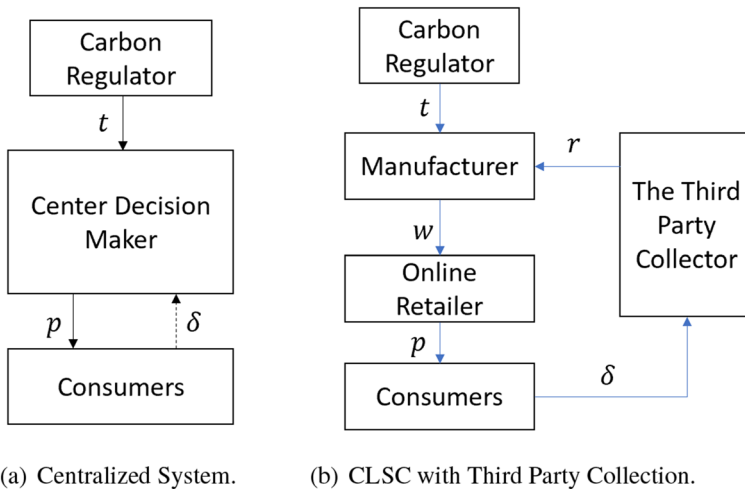 Carbon
Regulator
t
Center Decision
Maker
p
δ
Consumers
(a) Centralized System.
Carbon
Regulator
t
Manufacturer
r
The Third
Party
Collector
w
Online
Retailer
p
Consumers
δ
(b) CLSC with Third Party Collection.